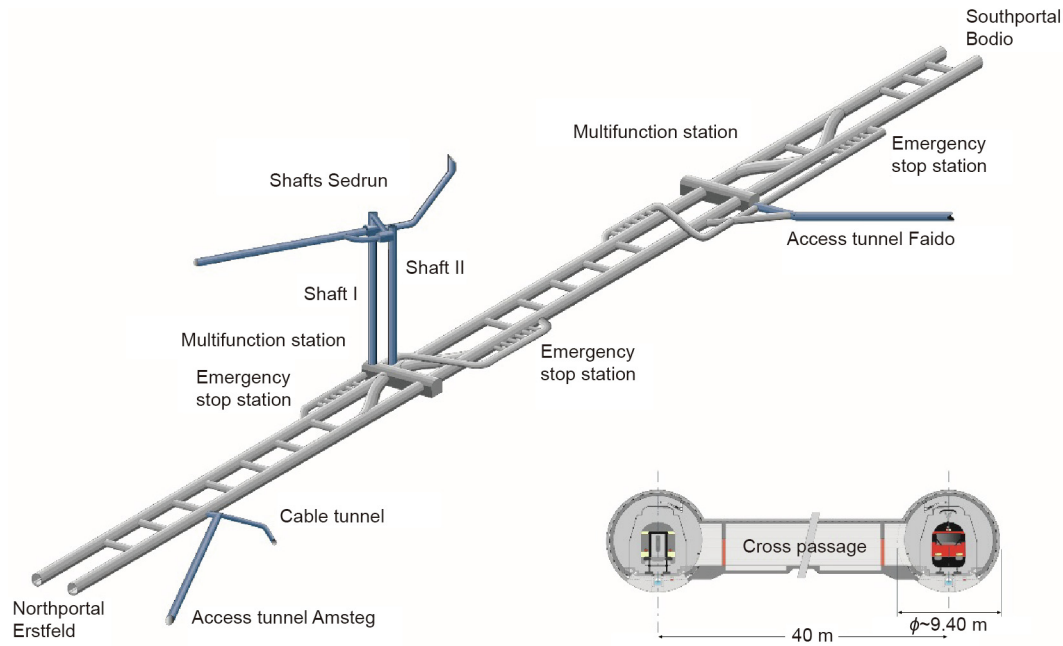 Southportal
Bodio
Multifunction station
Emergency
stop station
Shafts Sedrun
Access tunnel Faido
Shaft II
Shaft I
Multifunction station
Emergency
stop station
Emergency
stop station
Cable tunnel
Cross passage
Northportal
Erstfeld
Access tunnel Amsteg
ϕ~9.40 m
40 m